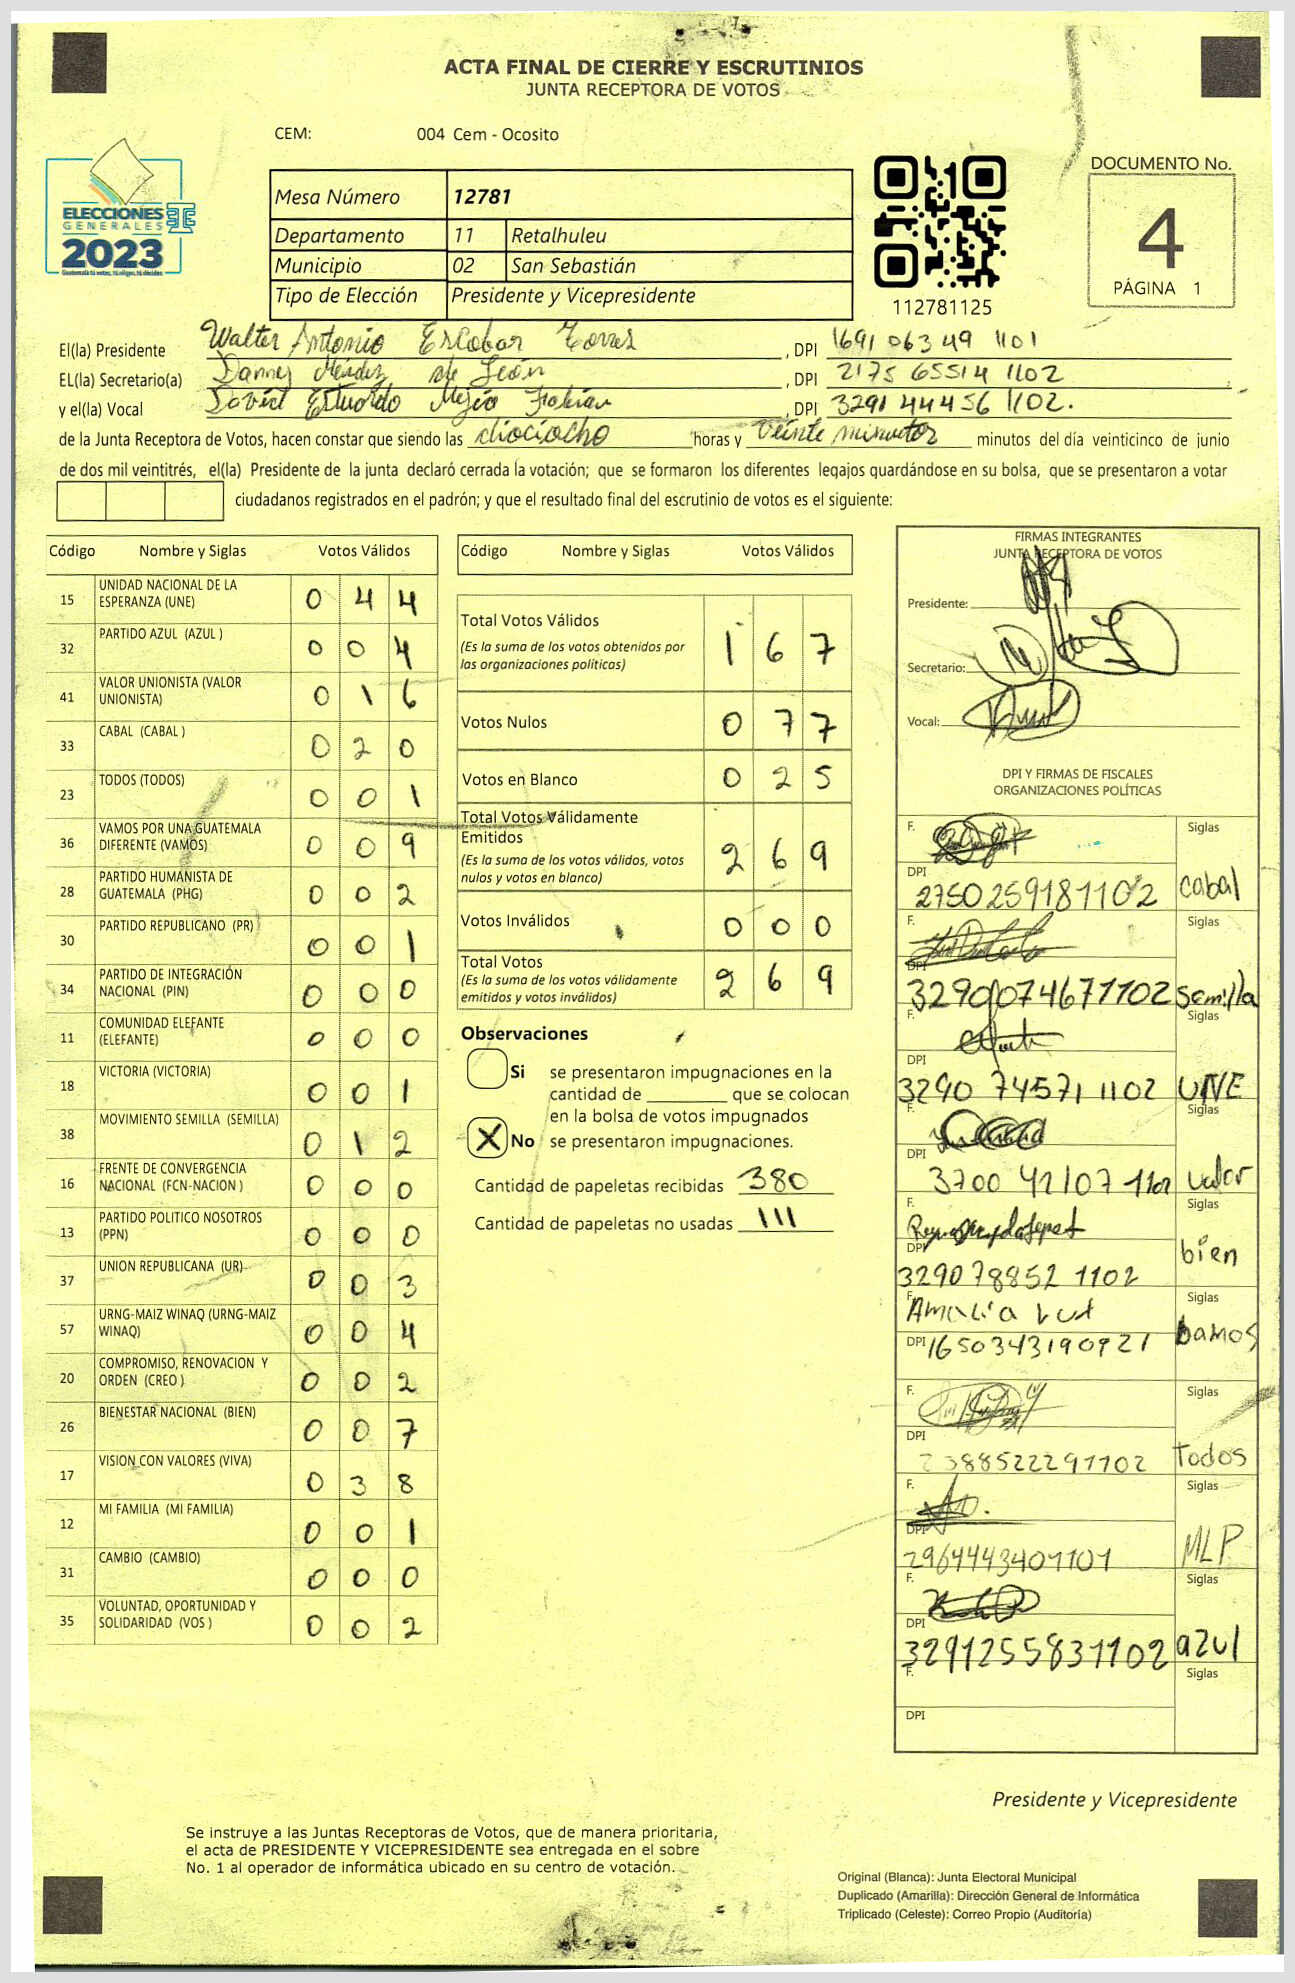 ACTA FINAL DE CIERRE Y ESCRUTINIOS
JUNTA RECEPTORA DE VOTOS
CEM: 004 Cem - Ocosito
ELECCIONES
GENERALES
2023
Guatemala tú votas, tú eliges, tú decides
Mesa Número 12781
Departamento 11 Retalhuleu
Municipio 02 San Sebastián
Tipo de Elección Presidente y Vicepresidente
112781125
DOCUMENTO No.
4
PÁGINA 1
El(la) Presidente Walter Antonio Escobar Torres , DPI 1691 06349 1101
EL(la) Secretario(a) Danny Méndez de León , DPI 2175 65514 1102
y el(la) Vocal David Estuardo Mejía Fabián , DPI 3291 44456 1102.
de la Junta Receptora de Votos, hacen constar que siendo las dieciocho horas y veinte minutos minutos del día veinticinco de junio
de dos mil veintitrés, el(la) Presidente de la junta declaró cerrada la votación; que se formaron los diferentes legajos guardándose en su bolsa, que se presentaron a votar
ciudadanos registrados en el padrón; y que el resultado final del escrutinio de votos es el siguiente:
Código Nombre y Siglas Votos Válidos
15 UNIDAD NACIONAL DE LA ESPERANZA (UNE) 0 4 4
32 PARTIDO AZUL (AZUL ) 0 0 4
41 VALOR UNIONISTA (VALOR UNIONISTA) 0 1 6
33 CABAL (CABAL ) 0 2 0
23 TODOS (TODOS) 0 0 1
36 VAMOS POR UNA GUATEMALA DIFERENTE (VAMOS) 0 0 9
28 PARTIDO HUMANISTA DE GUATEMALA (PHG) 0 0 2
30 PARTIDO REPUBLICANO (PR) 0 0 1
34 PARTIDO DE INTEGRACIÓN NACIONAL (PIN) 0 0 0
11 COMUNIDAD ELEFANTE (ELEFANTE) 0 0 0
18 VICTORIA (VICTORIA) 0 0 1
38 MOVIMIENTO SEMILLA (SEMILLA) 0 1 2
16 FRENTE DE CONVERGENCIA NACIONAL (FCN-NACION ) 0 0 0
13 PARTIDO POLITICO NOSOTROS (PPN) 0 0 0
37 UNION REPUBLICANA (UR) 0 0 3
57 URNG-MAIZ WINAQ (URNG-MAIZ WINAQ) 0 0 4
20 COMPROMISO, RENOVACION Y ORDEN (CREO ) 0 0 2
26 BIENESTAR NACIONAL (BIEN) 0 0 7
17 VISION CON VALORES (VIVA) 0 3 8
12 MI FAMILIA (MI FAMILIA) 0 0 1
31 CAMBIO (CAMBIO) 0 0 0
35 VOLUNTAD, OPORTUNIDAD Y SOLIDARIDAD (VOS ) 0 0 2
Código Nombre y Siglas Votos Válidos
Total Votos Válidos 1 6 7
(Es la suma de los votos obtenidos por
las organizaciones políticas)
Votos Nulos 0 7 7
Votos en Blanco 0 2 5
Total Votos Válidamente
Emitidos 2 6 9
(Es la suma de los votos válidos, votos
nulos y votos en blanco)
Votos Inválidos 0 0 0
Total Votos 2 6 9
(Es la suma de los votos válidamente
emitidos y votos inválidos)
Observaciones
Si se presentaron impugnaciones en la
cantidad de ________ que se colocan
en la bolsa de votos impugnados
X No se presentaron impugnaciones.
Cantidad de papeletas recibidas 380
Cantidad de papeletas no usadas 111
FIRMAS INTEGRANTES
JUNTA RECEPTORA DE VOTOS
Presidente:
Secretario:
Vocal:
DPI Y FIRMAS DE FISCALES
ORGANIZACIONES POLÍTICAS
F. Siglas
DPI 2750259181102 cabal
F. Siglas
DPI 3290074671102 semilla
F. Siglas
DPI 3290 74571 1102 UNE
F. Siglas
DPI 3700 42107 1102 valor
F. Siglas
DPI 329078852 1102 bien
F. Amalia Siglas
DPI 1650343190921 bamos
F. Siglas
DPI 2388522291102 Todos
F. Siglas
DPI 2964443401101 MLP
F. Siglas
DPI 3291255831102 azul
F. Siglas
DPI
Presidente y Vicepresidente
Se instruye a las Juntas Receptoras de Votos, que de manera prioritaria,
el acta de PRESIDENTE Y VICEPRESIDENTE sea entregada en el sobre
No. 1 al operador de informática ubicado en su centro de votación.
Original (Blanca): Junta Electoral Municipal
Duplicado (Amarilla): Dirección General de Informática
Triplicado (Celeste): Correo Propio (Auditoría)